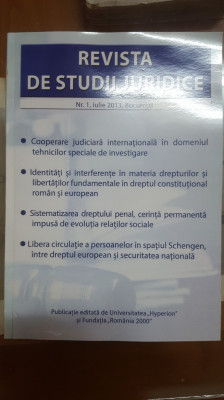 REVISTA
DE STUDII JURIDICE
Nr. 1, Iulie 2013, București
Cooperare judiciară internațională în domeniul
tehnicilor speciale de investigare
Identități și interferențe în materia drepturilor și
libertăților fundamentale în dreptul constituțional
român și european
Sistematizarea dreptului penal, cerință permanentă
impusă de evoluția relaților sociale
Libera circulație a persoanelor în spațiul Schengen,
între dreptul european și securitatea națională
Publicație editată de Universitatea „Hyperion”
și Fundația „România 2000”